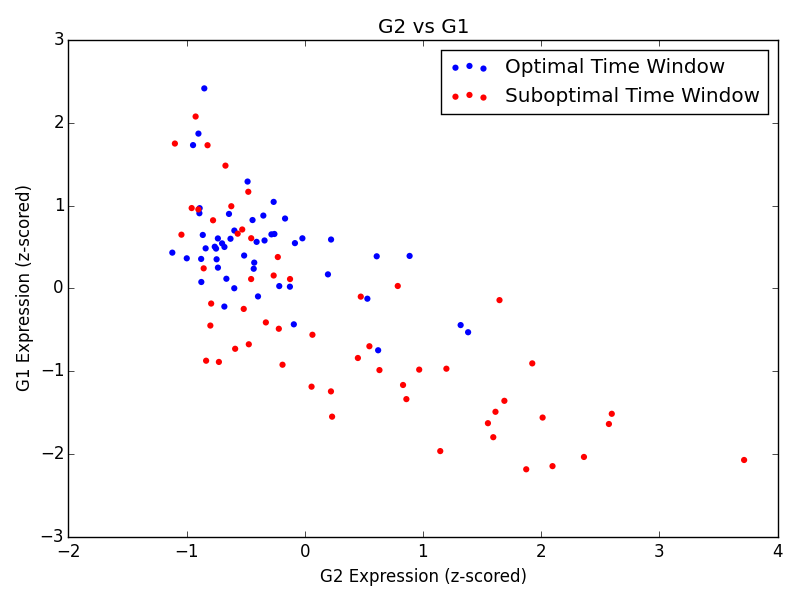 G2 vs G1
Optimal Time Window
Suboptimal Time Window
3
2
1
0
−1
−2
−3
G1 Expression (z-scored)
−2 −1 0 1 2 3 4
G2 Expression (z-scored)